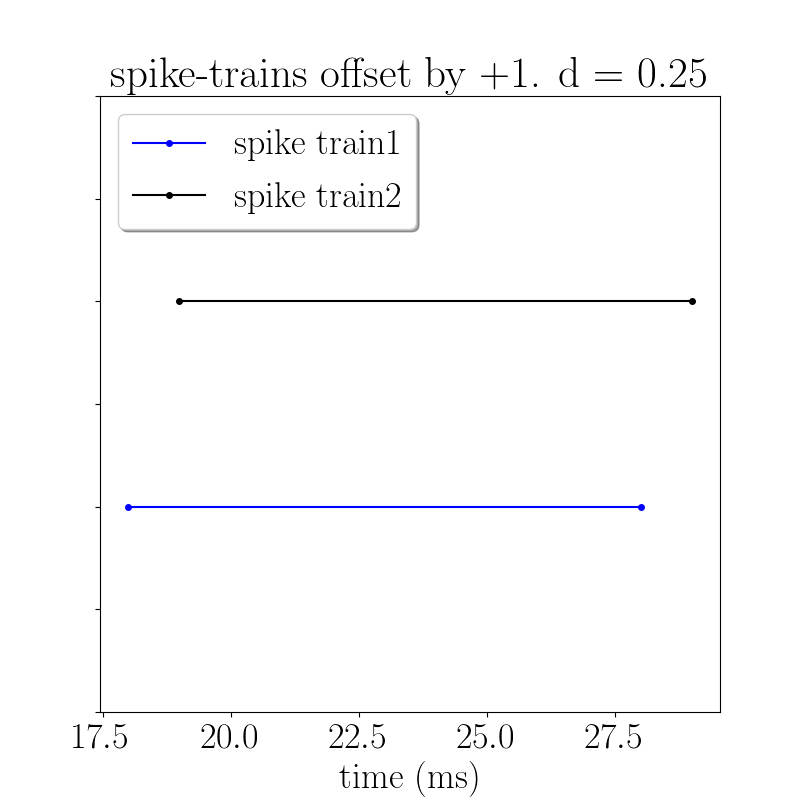 spike-trains offset by +1. d = 0.25
spike train1
spike train2
17.5 20.0 22.5 25.0 27.5
time (ms)